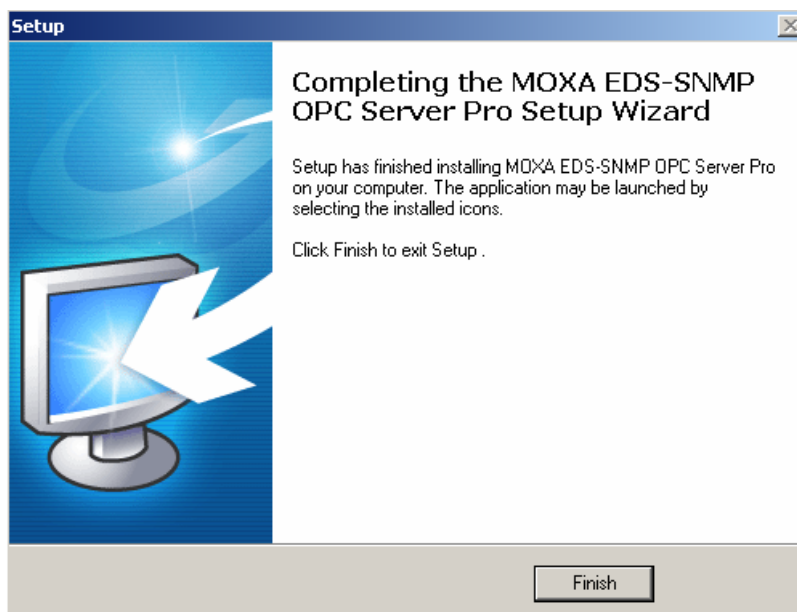 Setup
Completing the MOXA EDS-SNMP
OPC Server Pro Setup Wizard
Setup has finished installing MOXA EDS-SNMP OPC Server Pro
on your computer. The application may be launched by
selecting the installed icons.
Click Finish to exit Setup .
Finish